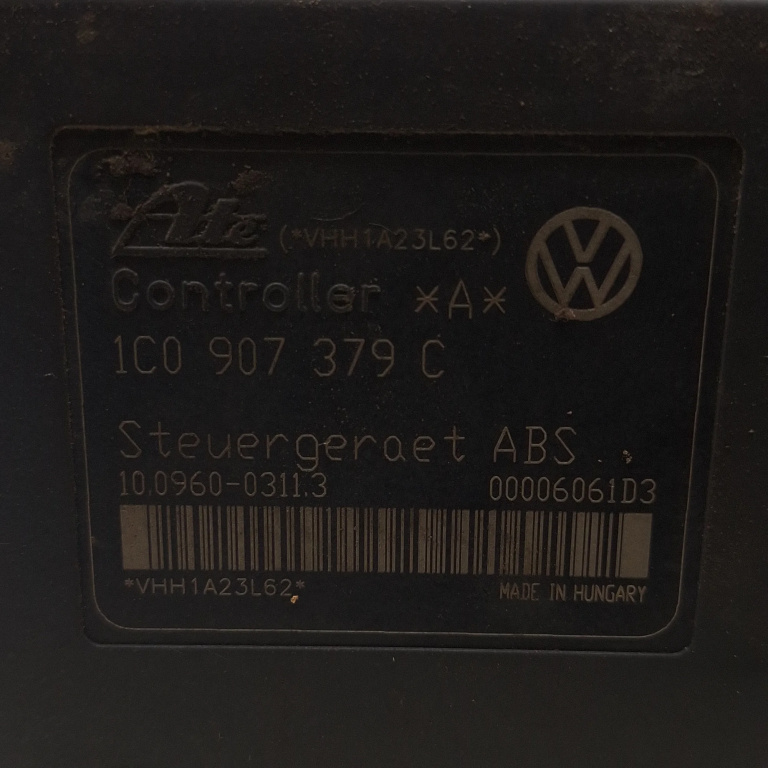 Ate (*VHH1A23L62*)
Controller *A*
1C0 907 379 C
Steuergeraet ABS
10.0960-0311.3 00006061D3
*VHH1A23L62*
MADE IN HUNGARY